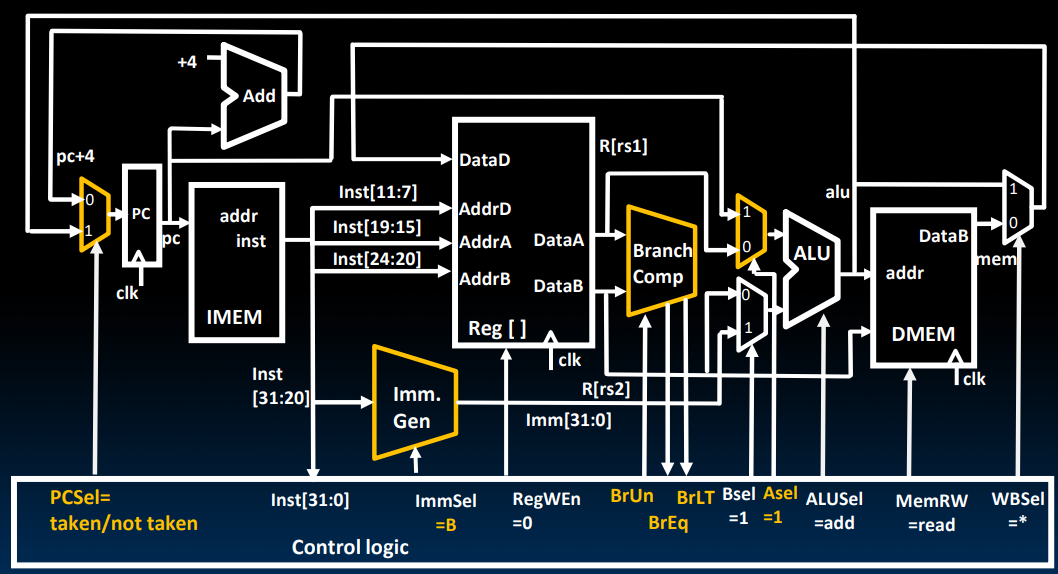 +4
Add
pc+4
0
1
PC
pc
clk
addr
inst
IMEM
Inst[11:7]
Inst[19:15]
Inst[24:20]
DataD
AddrD
AddrA
AddrB
DataA
DataB
Reg [ ]
clk
R[rs1]
Branch
Comp
1
0
0
1
ALU
alu
DataB
addr
DMEM
clk
1
0
mem
Inst
[31:20]
Imm.
Gen
R[rs2]
Imm[31:0]
PCSel=
taken/not taken
Inst[31:0]
ImmSel
=B
RegWEn
=0
BrUn
BrEq
BrLT
Bsel
=1
Asel
=1
ALUSel
=add
MemRW
=read
WBSel
=*
Control logic